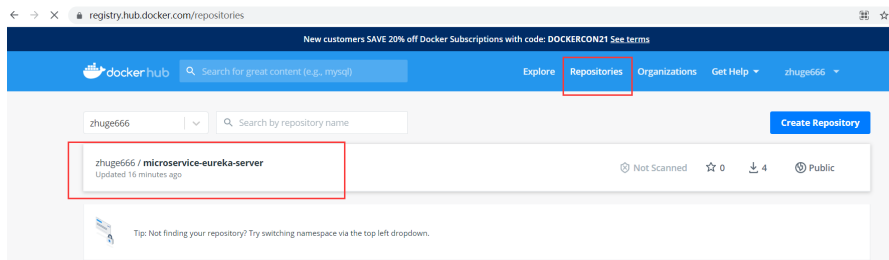 registry.hub.docker.com/repositories
New customers SAVE 20% off Docker Subscriptions with code: DOCKERCON21 See terms
dockerhub Search for great content (e.g., mysql) Explore Repositories Organizations Get Help zhuge666
zhuge666 Search by repository name Create Repository
zhuge666 / microservice-eureka-server
Updated 16 minutes ago
Not Scanned 0 4 Public
Tip: Not finding your repository? Try switching namespace via the top left dropdown.